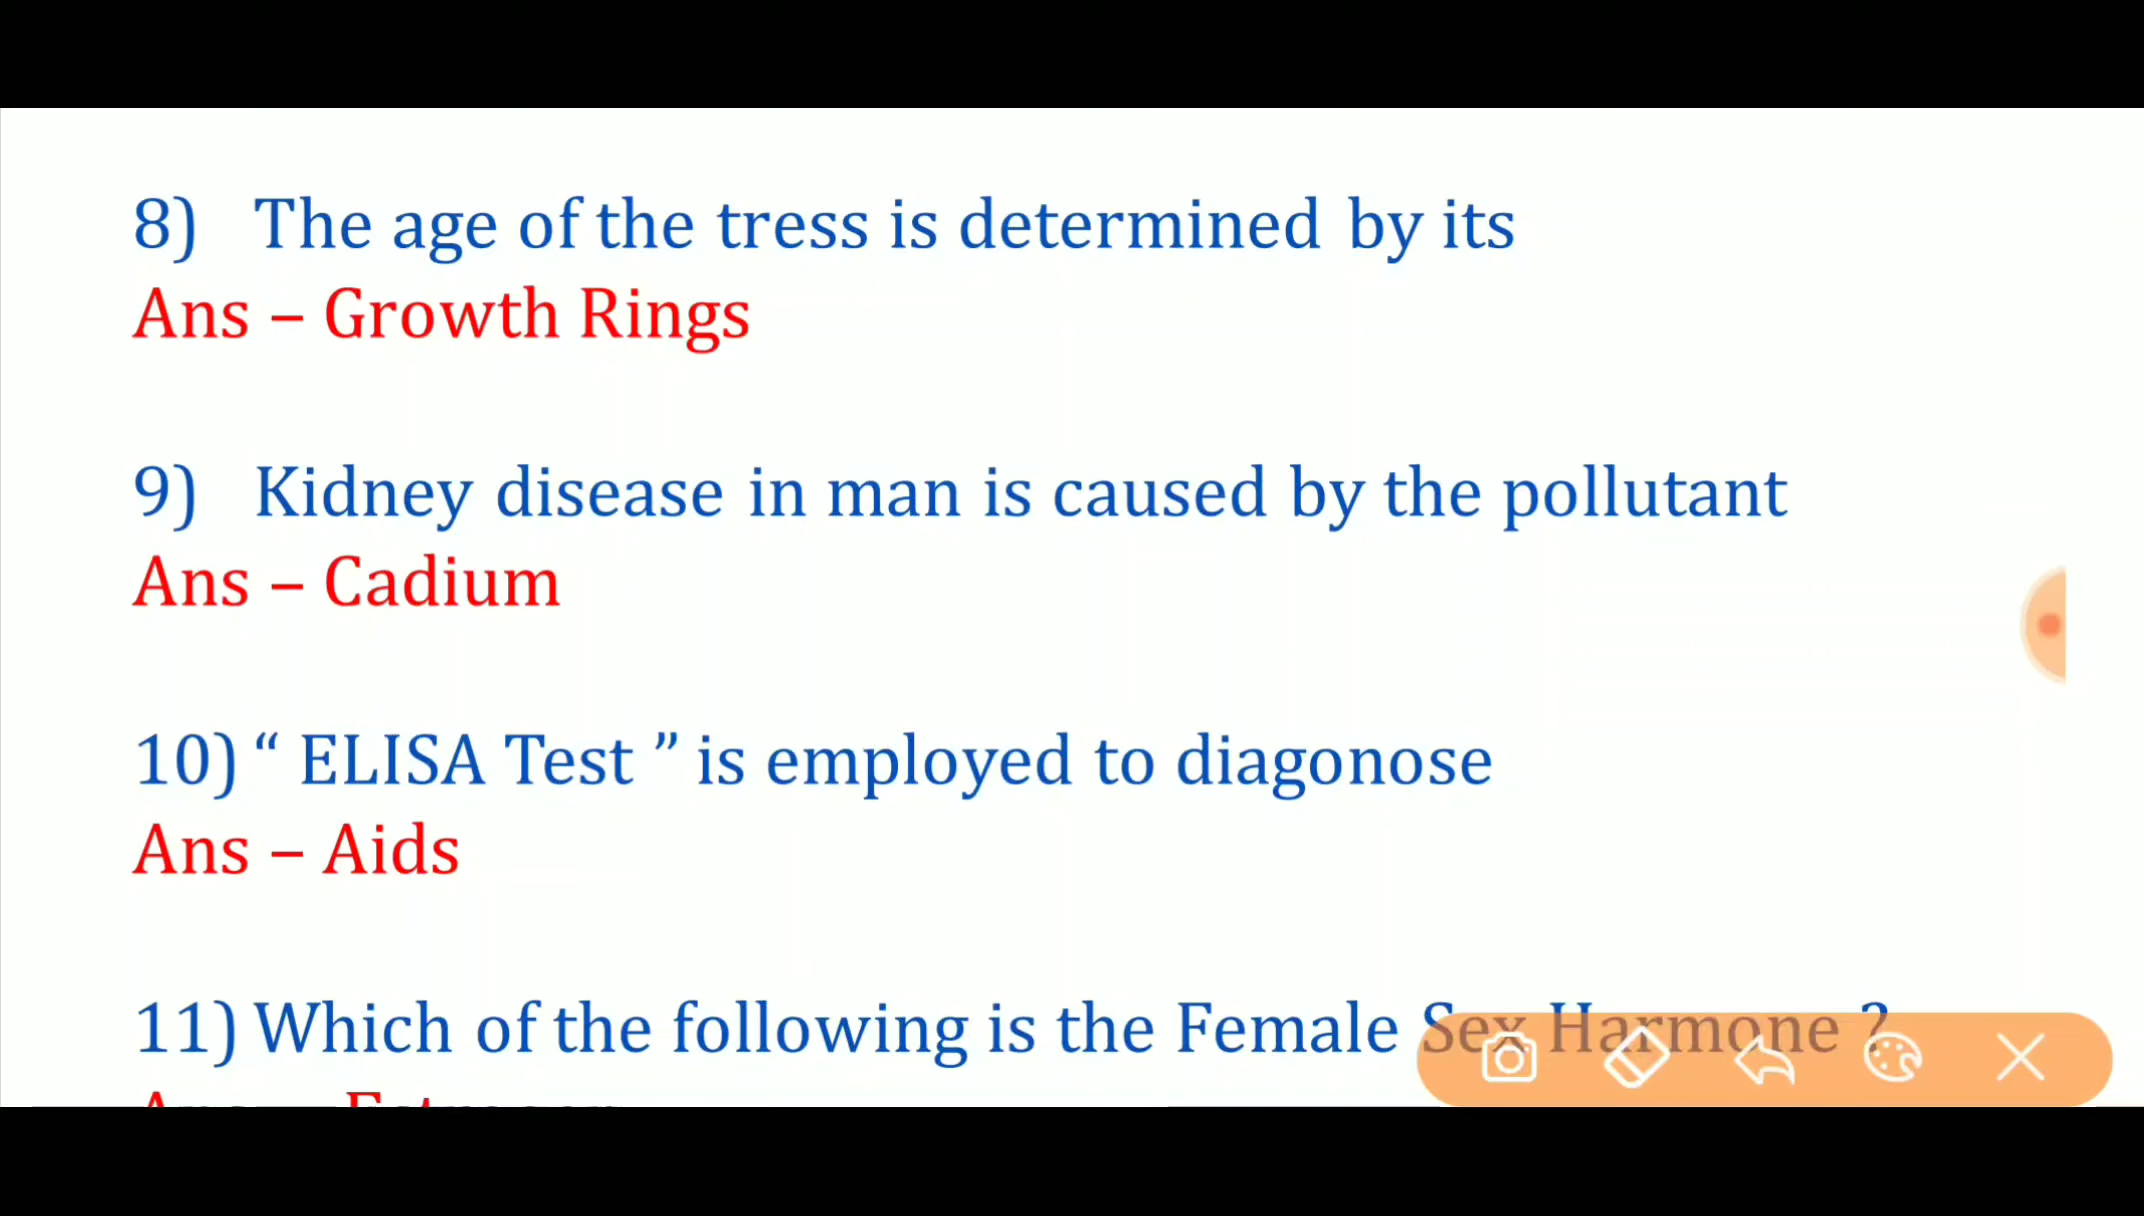 8) The age of the tress is determined by its
Ans – Growth Rings
9) Kidney disease in man is caused by the pollutant
Ans – Cadium
10) “ ELISA Test ” is employed to diagonose
Ans – Aids
11) Which of the following is the Female Sex Harmone ?